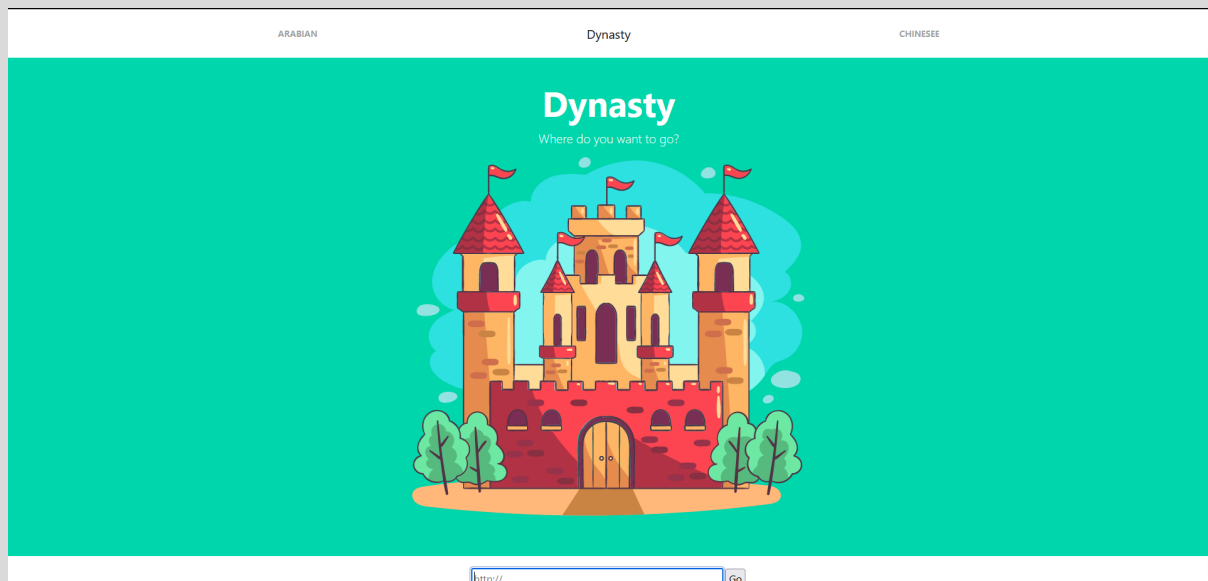 ARABIAN Dynasty CHINESEE
Dynasty
Where do you want to go?
http:// Go